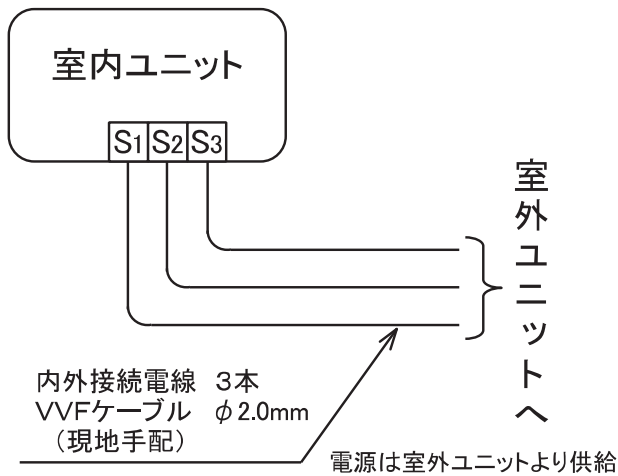 室内ユニット
S1 S2 S3
室外ユニットへ
内外接続電線 3本
VVFケーブル φ2.0mm
（現地手配）
電源は室外ユニットより供給